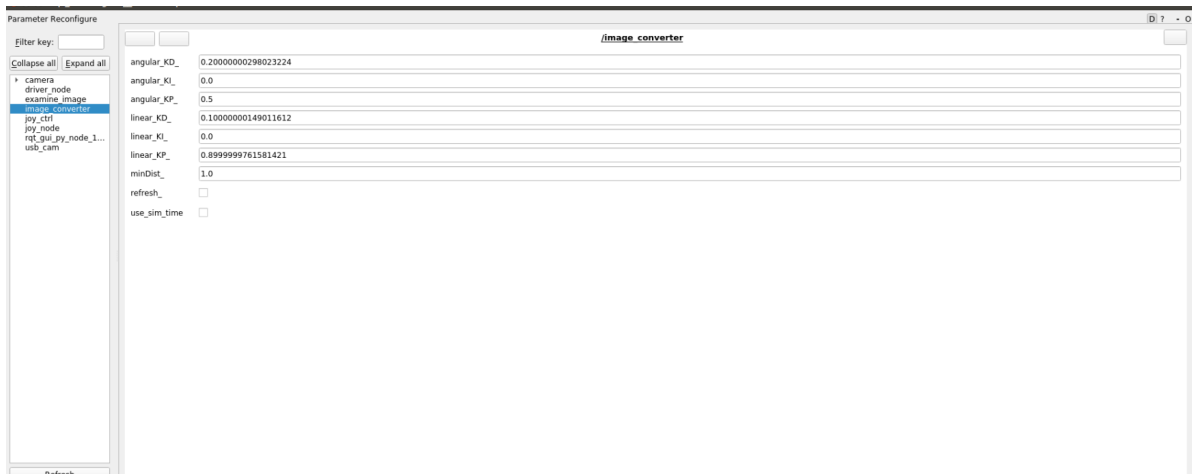 Parameter Reconfigure
D ? - O
Filter key:
Collapse all Expand all
camera
driver_node
examine_image
image_converter
joy_ctrl
joy_node
rqt_gui_py_node_1...
usb_cam
/image_converter
angular_KD_ 0.20000000298023224
angular_KI_ 0.0
angular_KP_ 0.5
linear_KD_ 0.10000000149011612
linear_KI_ 0.0
linear_KP_ 0.8999999761581421
minDist_ 1.0
refresh_
use_sim_time
Refresh